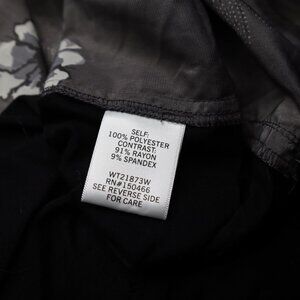 SELF:
100% POLYESTER
CONTRAST:
91% RAYON
9% SPANDEX
WT21873W
RN#150466
SEE REVERSE SIDE
FOR CARE